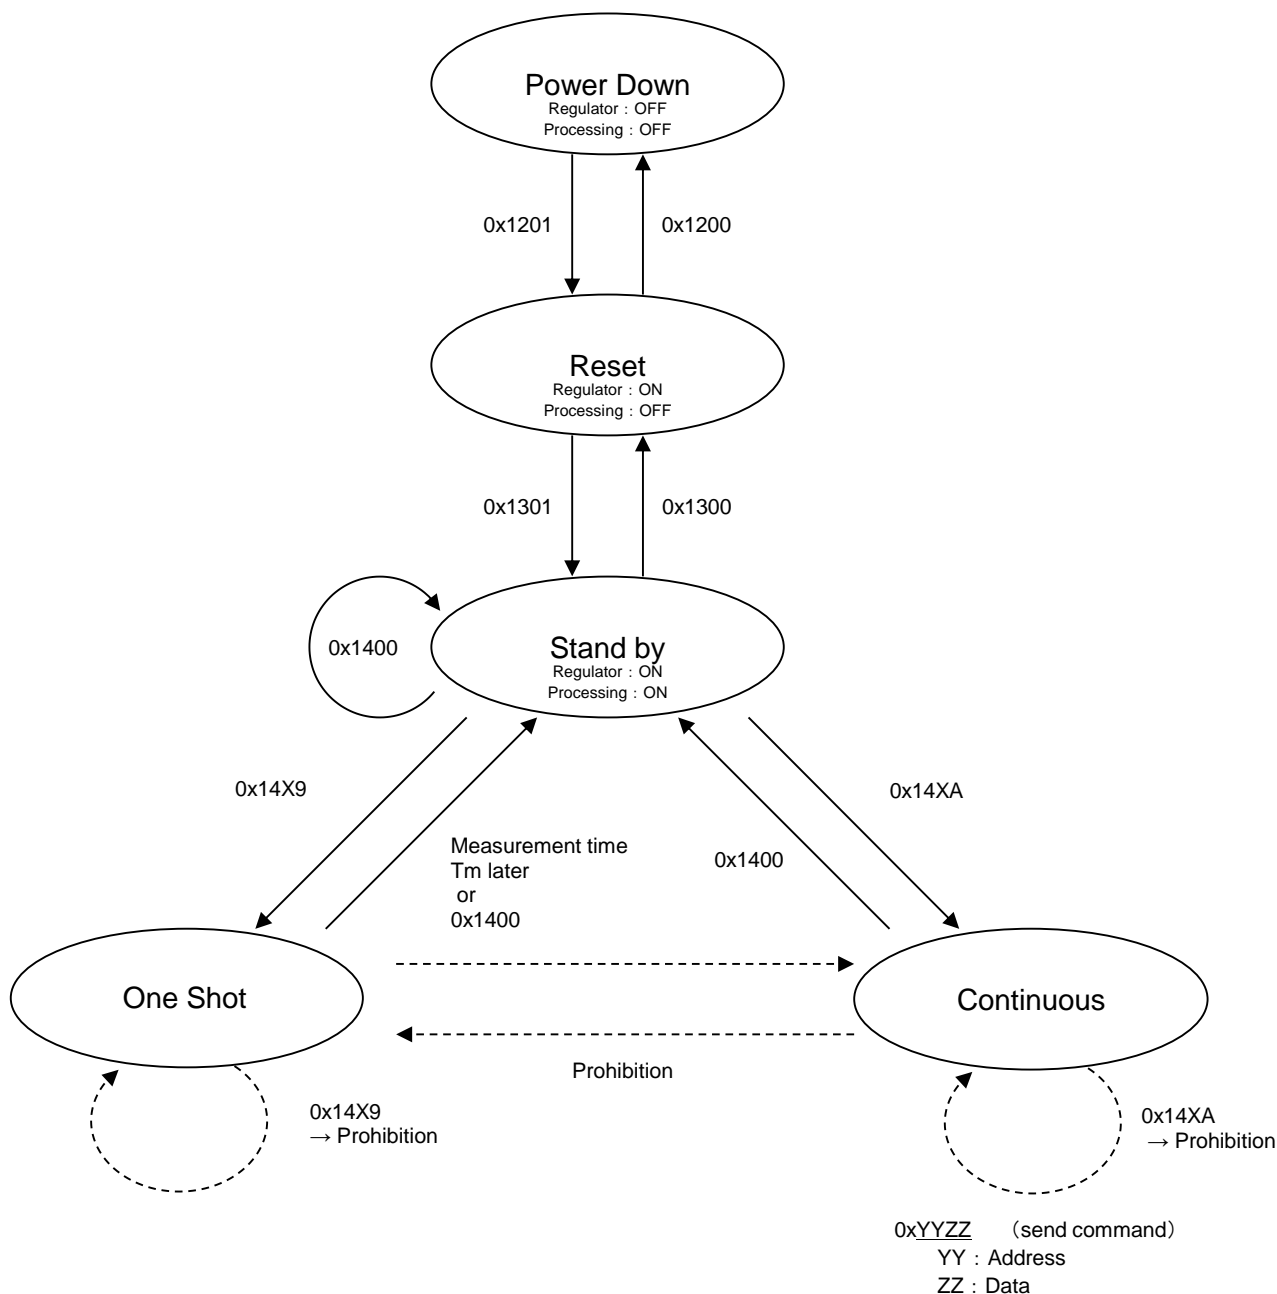 Power Down
Regulator : OFF
Processing : OFF
0x1201
0x1200
Reset
Regulator : ON
Processing : OFF
0x1301
0x1300
0x1400
Stand by
Regulator : ON
Processing : ON
0x14X9
0x14XA
Measurement time
Tm later
or
0x1400
0x1400
One Shot
Continuous
Prohibition
0x14X9
→ Prohibition
0x14XA
→ Prohibition
0xYYZZ （send command）
YY : Address
ZZ : Data